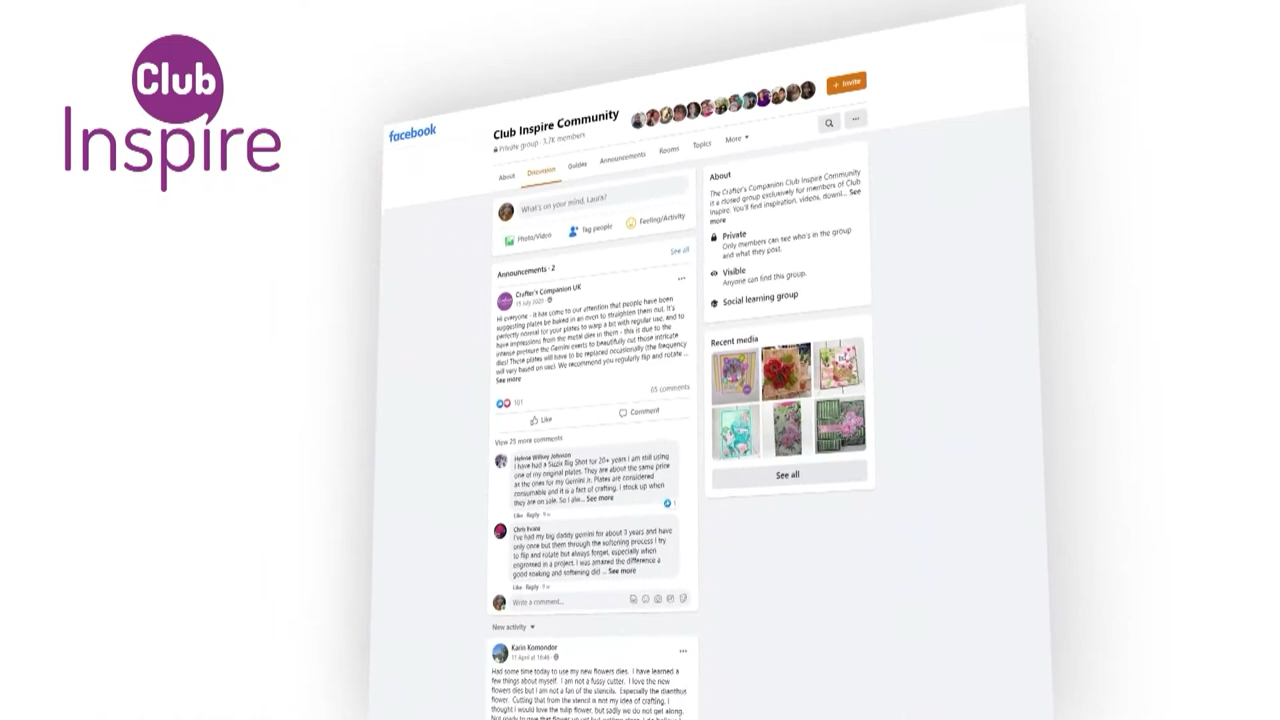 Club
Inspire
facebook
Club Inspire Community
Private group · 3.7K members
+ Invite
About
Discussion
Guides
Announcements
Rooms
Topics
More
What's on your mind, Laura?
Photo/Video
Tag people
Feeling/Activity
Announcements · 2
See all
Crafter's Companion UK
15 July 2020
Hi everyone - it has come to our attention that people have been
suggesting plates be baked in an oven to straighten them out. It's
perfectly normal for your plates to warp a bit with regular use, and to
have impressions from the metal dies in them - this is due to the
intense pressure the Gemini exerts to beautifully cut those intricate
dies! These plates will have to be replaced occasionally (the frequency
will vary based on use). We recommend you regularly flip and rotate ...
See more
101
65 comments
Like
Comment
View 25 more comments
Helene Willsey Johnson
I have had a Sizzix Big Shot for 20+ years I am still using
one of my original plates. They are about the same price
at the ones for my Gemini Jr. Plates are considered
consumable and it is a fact of crafting. I stock up when
they are on sale. So I alw... See more
1
Like · Reply · 9 w
Chris Evans
I've had my big daddy gemini for about 3 years and have
only once but them through the softening process I try
to flip and rotate but always forget, especially when
engrossed in a project. I was amazed the difference a
good soaking and softening did ... See more
Like · Reply · 9 w
Write a comment...
New activity
Karin Komondor
11 April at 16:46
Had some time today to use my new flowers dies. I have learned a
few things about myself. I am not a fussy cutter. I love the new
flowers dies but I am not a fan of the stencils. Especially the dianthus
flower. Cutting that from the stencil is not my idea of crafting. I
thought I would love the tulip flower, but sadly we do not get along.
About
The Crafter's Companion Club Inspire Community
is a closed group exclusively for members of Club
Inspire. You'll find inspiration, videos, downl... See
more
Private
Only members can see who's in the group
and what they post.
Visible
Anyone can find this group.
Social learning group
Recent media
See all